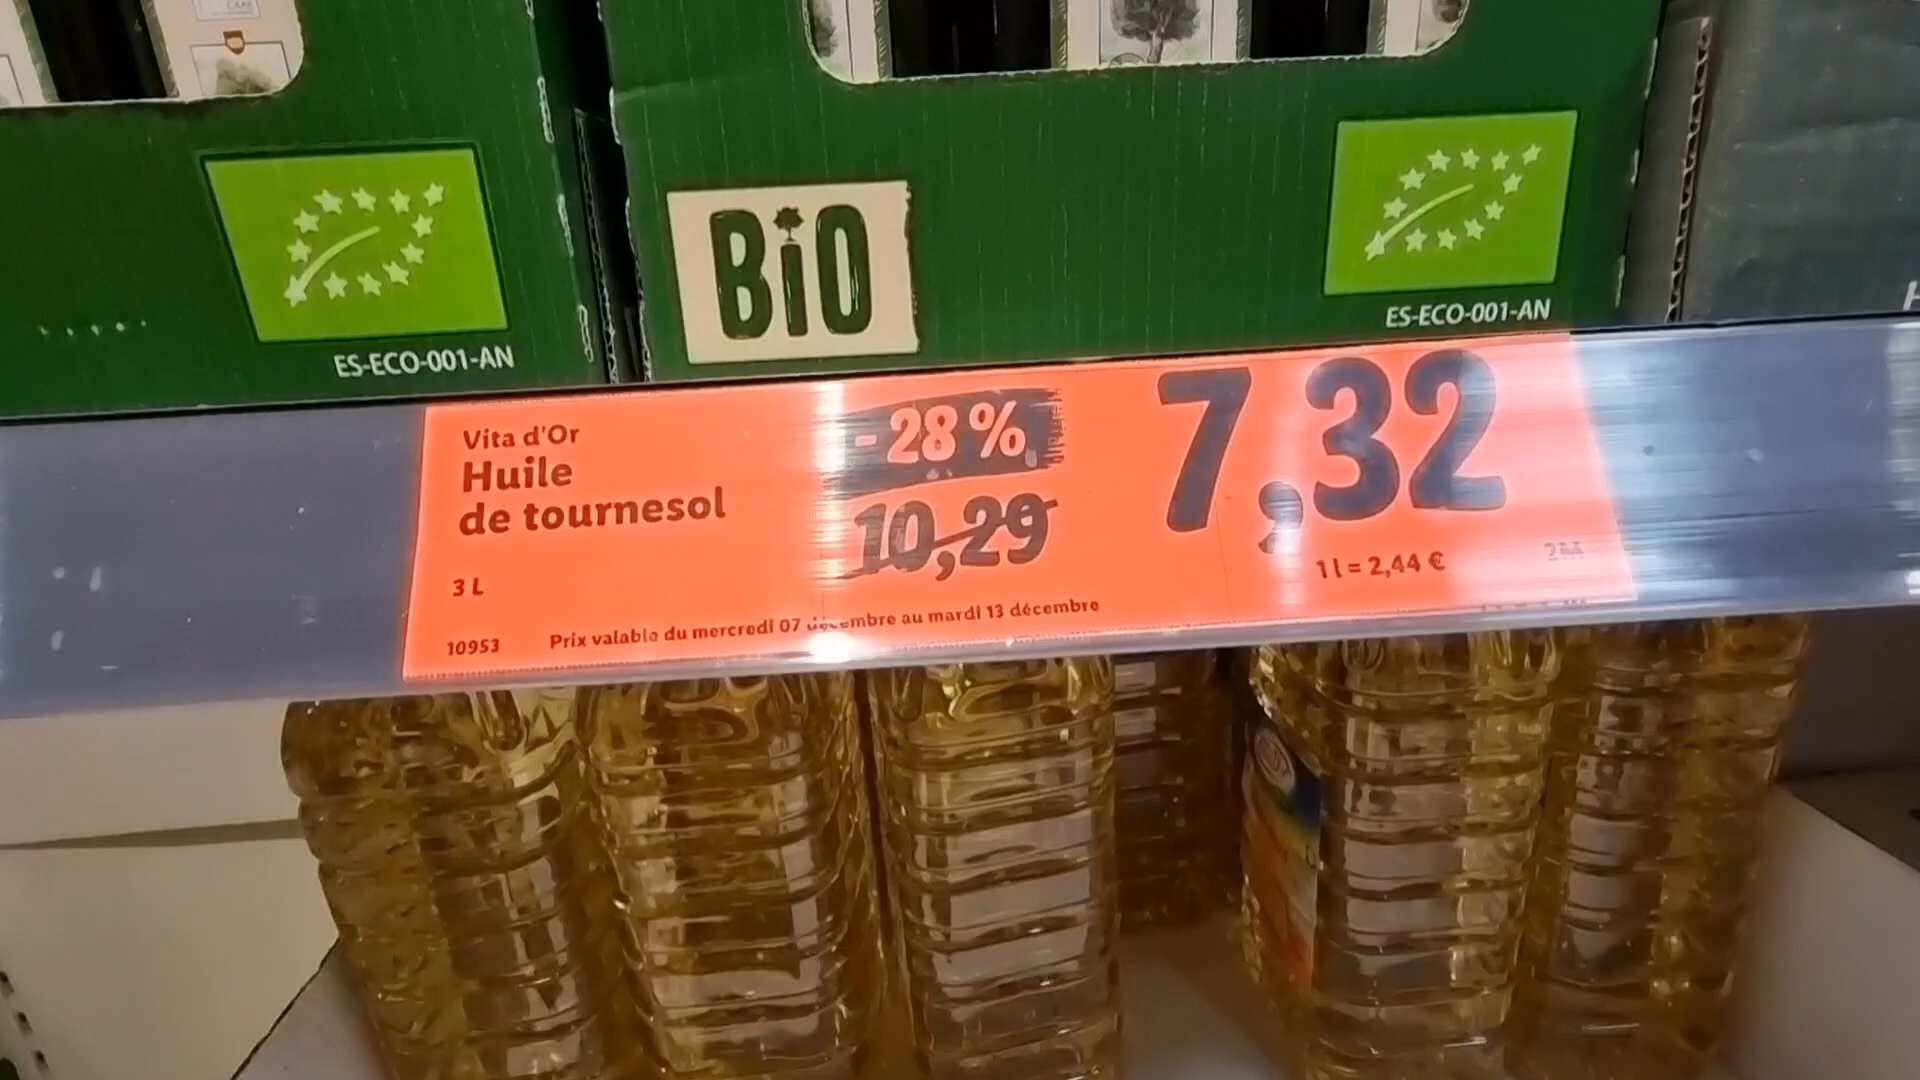 BiO
ES-ECO-001-AN
ES-ECO-001-AN
Vita d'Or
Huile
de tournesol
3 L
10953
-28%
10,29
7,32
1 l = 2,44 €
Prix valable du mercredi 07 décembre au mardi 13 décembre